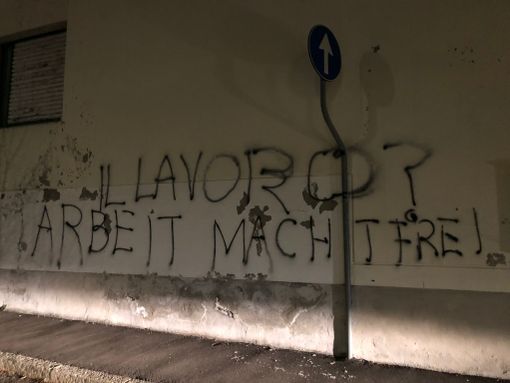 IL LAVORO?
ARBEIT MACHT FREI